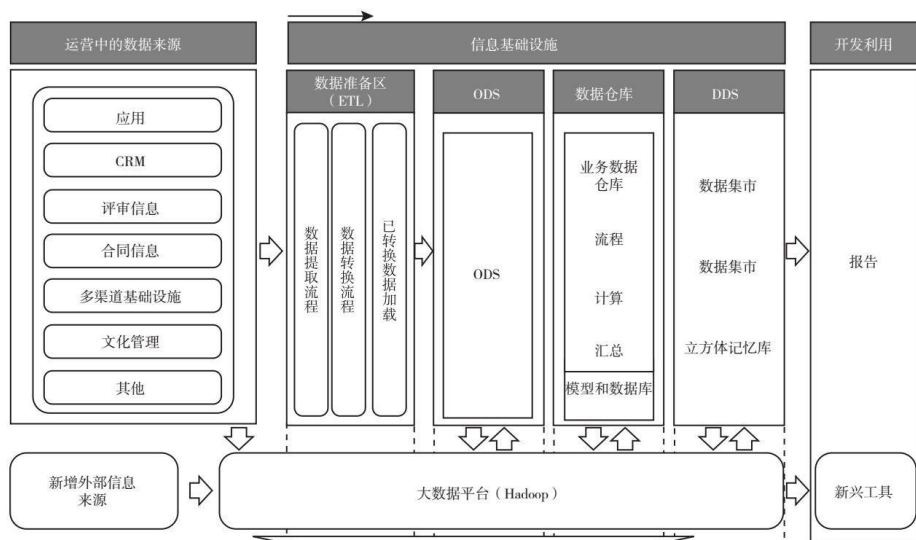 运营中的数据来源
信息基础设施
开发利用
应用
CRM
评审信息
合同信息
多渠道基础设施
文化管理
其他
数据准备区
（ETL）
数据提取流程
数据转换流程
已转换数据加载
ODS
ODS
数据仓库
业务数据
仓库
流程
计算
汇总
模型和数据库
DDS
数据集市
数据集市
立方体记忆库
报告
新增外部信息
来源
大数据平台（Hadoop）
新兴工具